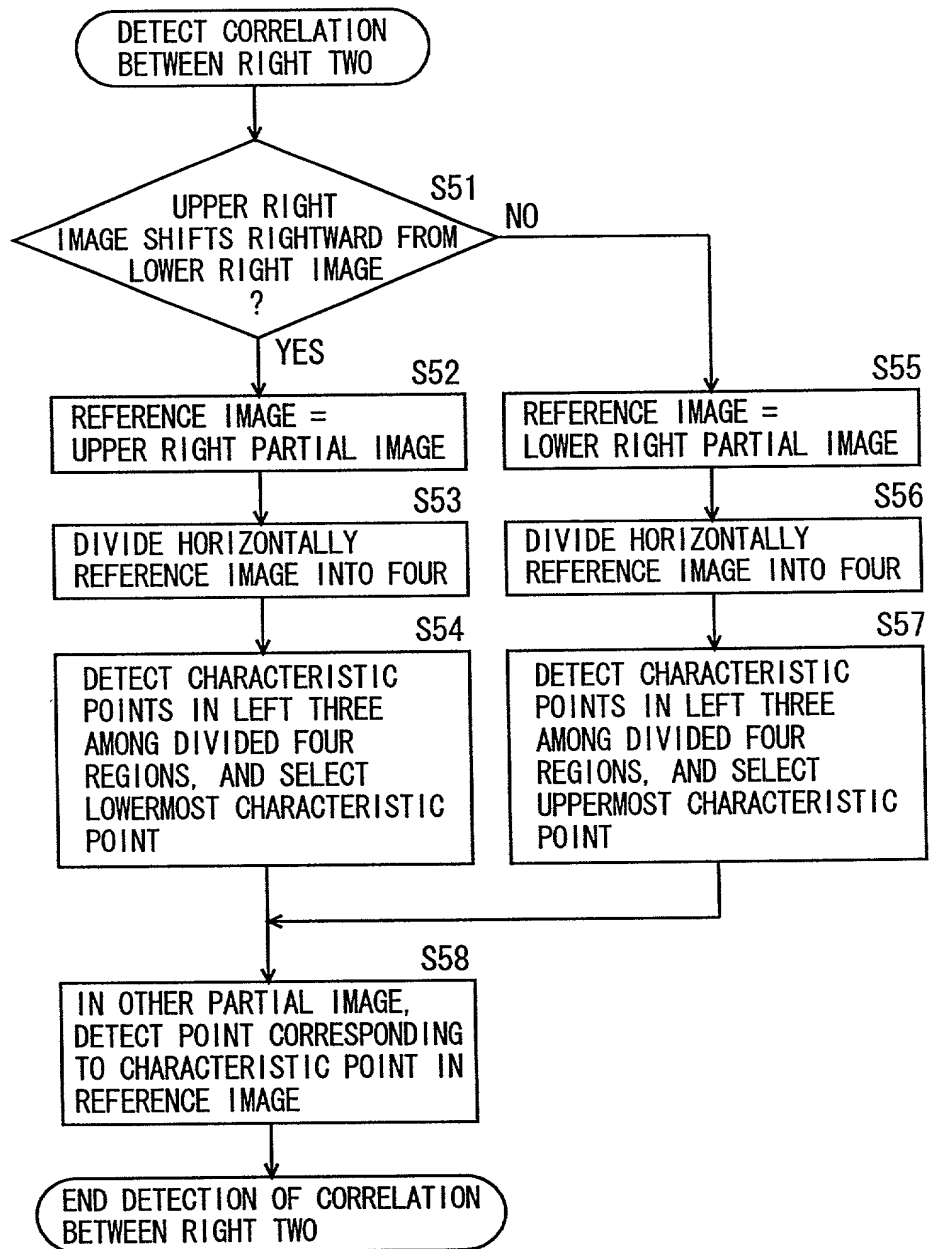 DETECT CORRELATION
BETWEEN RIGHT TWO
S51
UPPER RIGHT
IMAGE SHIFTS RIGHTWARD FROM
LOWER RIGHT IMAGE
?
NO
YES
S52
REFERENCE IMAGE =
UPPER RIGHT PARTIAL IMAGE
S53
DIVIDE HORIZONTALLY
REFERENCE IMAGE INTO FOUR
S54
DETECT CHARACTERISTIC
POINTS IN LEFT THREE
AMONG DIVIDED FOUR
REGIONS, AND SELECT
LOWERMOST CHARACTERISTIC
POINT
S55
REFERENCE IMAGE =
LOWER RIGHT PARTIAL IMAGE
S56
DIVIDE HORIZONTALLY
REFERENCE IMAGE INTO FOUR
S57
DETECT CHARACTERISTIC
POINTS IN LEFT THREE
AMONG DIVIDED FOUR
REGIONS, AND SELECT
UPPERMOST CHARACTERISTIC
POINT
S58
IN OTHER PARTIAL IMAGE,
DETECT POINT CORRESPONDING
TO CHARACTERISTIC POINT IN
REFERENCE IMAGE
END DETECTION OF CORRELATION
BETWEEN RIGHT TWO